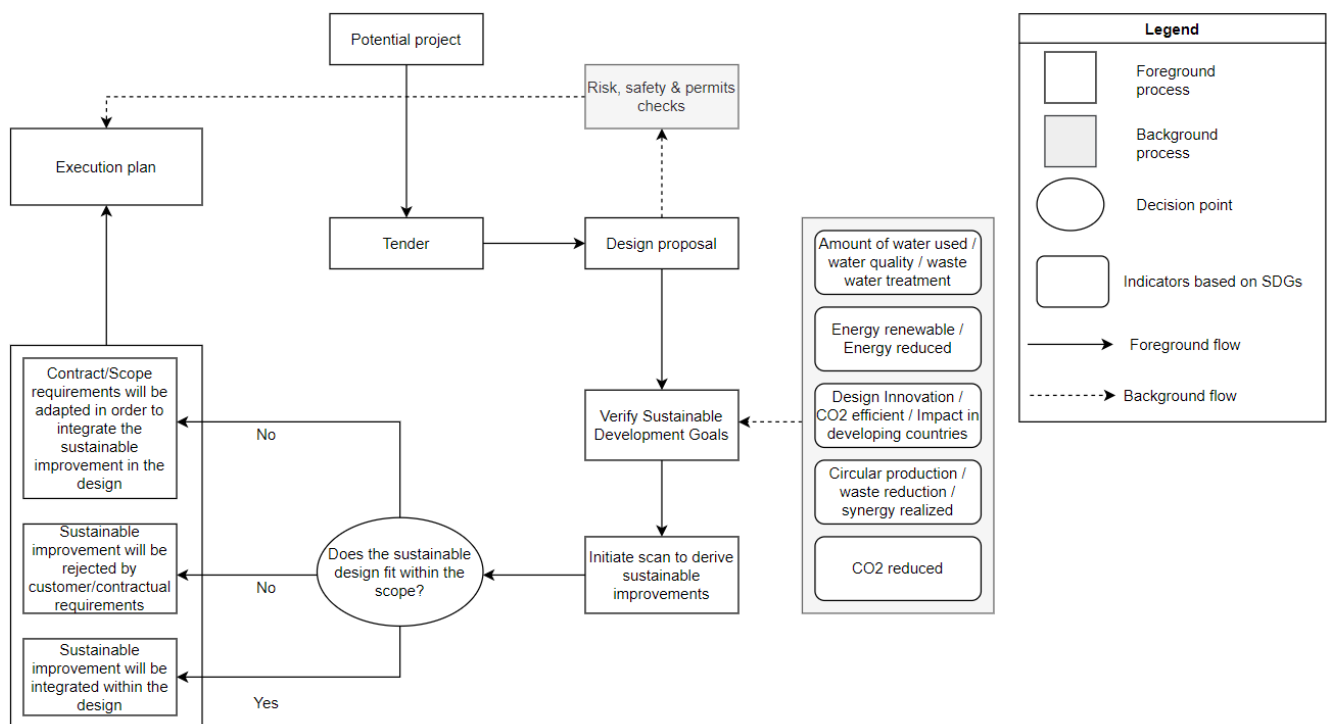 Potential project
Risk, safety & permits
checks
Execution plan
Tender
Design proposal
Amount of water used /
water quality / waste
water treatment
Energy renewable /
Energy reduced
Design Innovation /
CO2 efficient / Impact in
developing countries
Circular production /
waste reduction /
synergy realized
CO2 reduced
Verify Sustainable
Development Goals
Initiate scan to derive
sustainable
improvements
Does the sustainable
design fit within the
scope?
No
No
Yes
Contract/Scope
requirements will be
adapted in order to
integrate the
sustainable
improvement in the
design
Sustainable
improvement will be
rejected by
customer/contractual
requirements
Sustainable
improvement will be
integrated within the
design
Legend
Foreground
process
Background
process
Decision point
Indicators based on SDGs
Foreground flow
Background flow